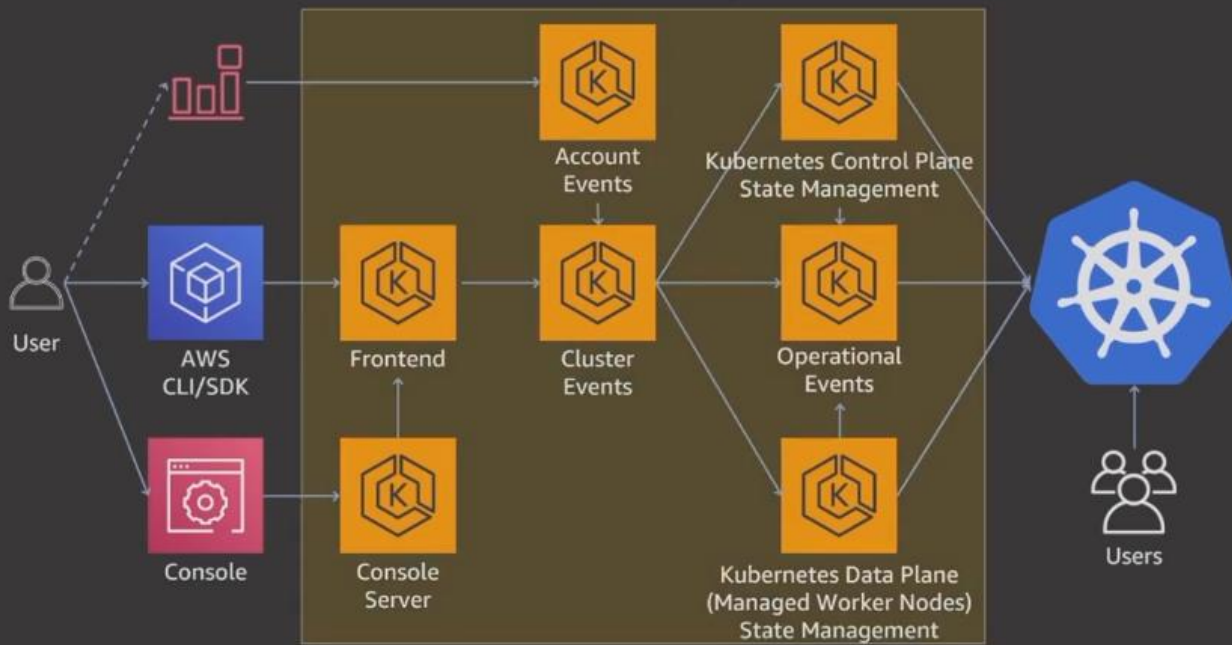 Account
Events
Kubernetes Control Plane
State Management
User
AWS
CLI/SDK
Frontend
Cluster
Events
Operational
Events
Console
Console
Server
Kubernetes Data Plane
(Managed Worker Nodes)
State Management
Users
K
K
K
K
K
K
K